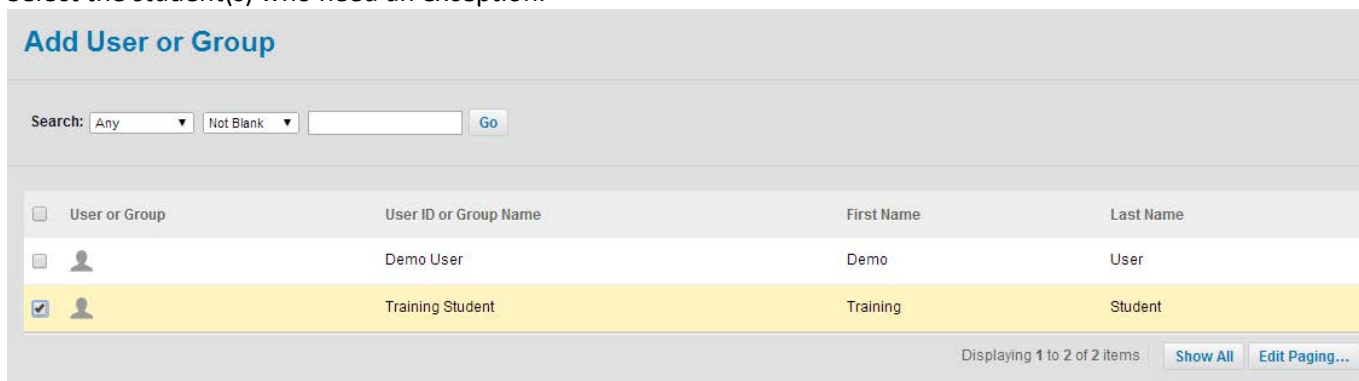 Select the student(s) who need an exception.
Add User or Group
Search: Any Not Blank Go
User or Group User ID or Group Name First Name Last Name
Demo User Demo User
Training Student Training Student
Displaying 1 to 2 of 2 items Show All Edit Paging...